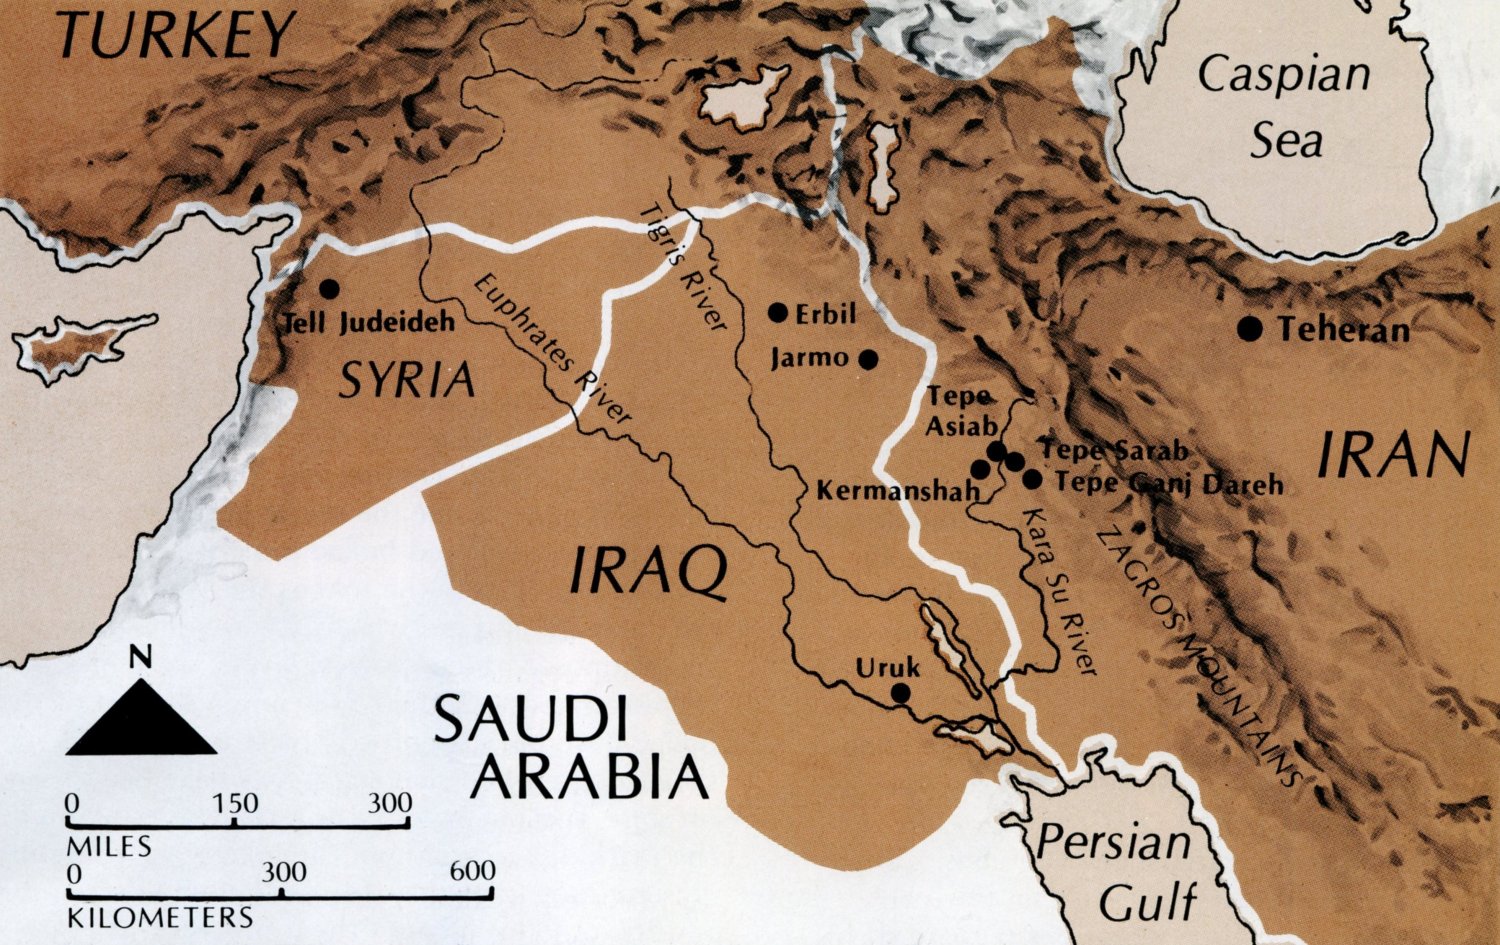 TURKEY
Caspian
Sea
Tigris River
Euphrates River
Tell Judeideh
SYRIA
Erbil
Jarmo
Teheran
Tepe
Asiab
Tepe Sarab
Tepe Ganj Dareh
Kermanshah
IRAN
Kara Su River
ZAGROS MOUNTAINS
IRAQ
Uruk
N
SAUDI
ARABIA
0 150 300
MILES
0 300 600
KILOMETERS
Persian
Gulf